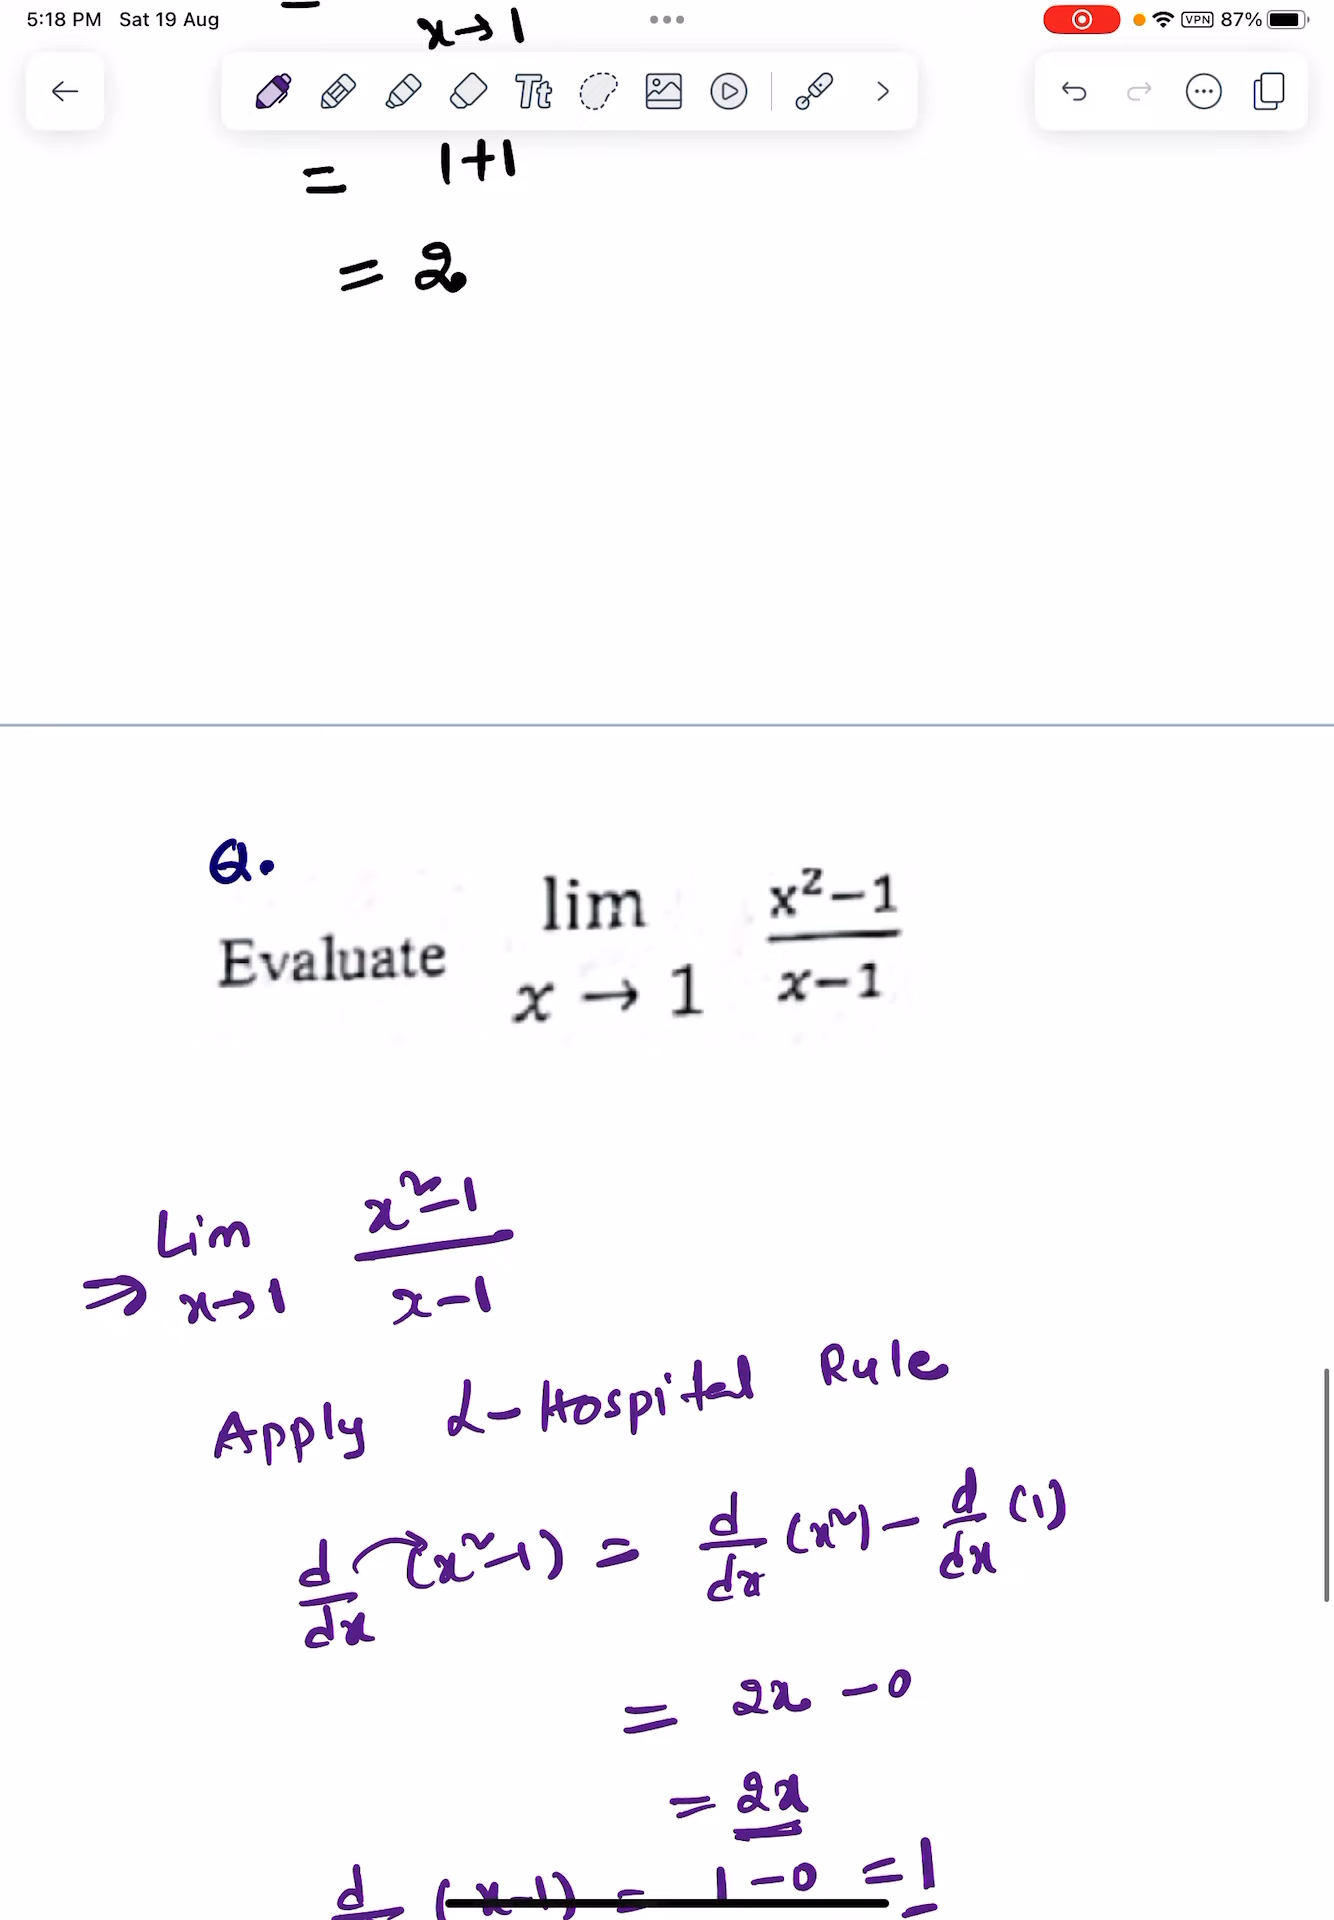 5:18 PM Sat 19 Aug
VPN 87%
x→1
Tt
= 1+1
= 2
Q.
Evaluate lim x → 1 x²−1 / x−1
⇒ Lim x→1 x²−1 / x−1
Apply L-Hospital Rule
d/dx (x²−1) = d/dx (x²) − d/dx (1)
= 2x − 0
= 2x
d (x−1) = 1 − 0 = 1